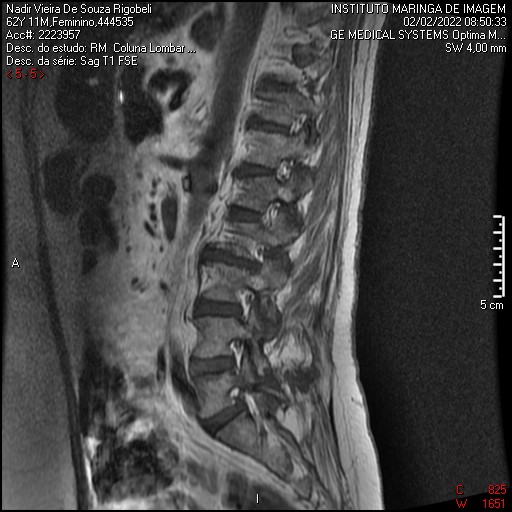 Nadir Vieira De Souza Rigobeli
62Y 11M,Feminino,444535
Acc#: 2223957
Desc. do estudo: RM Coluna Lombar ...
Desc. da série: Sag T1 FSE
< 5 : 5 >
INSTITUTO MARINGA DE IMAGEM
02/02/2022 08:50:33
GE MEDICAL SYSTEMS Optima M...
SW 4,00 mm
A
5 cm
I
C 825
W 1651